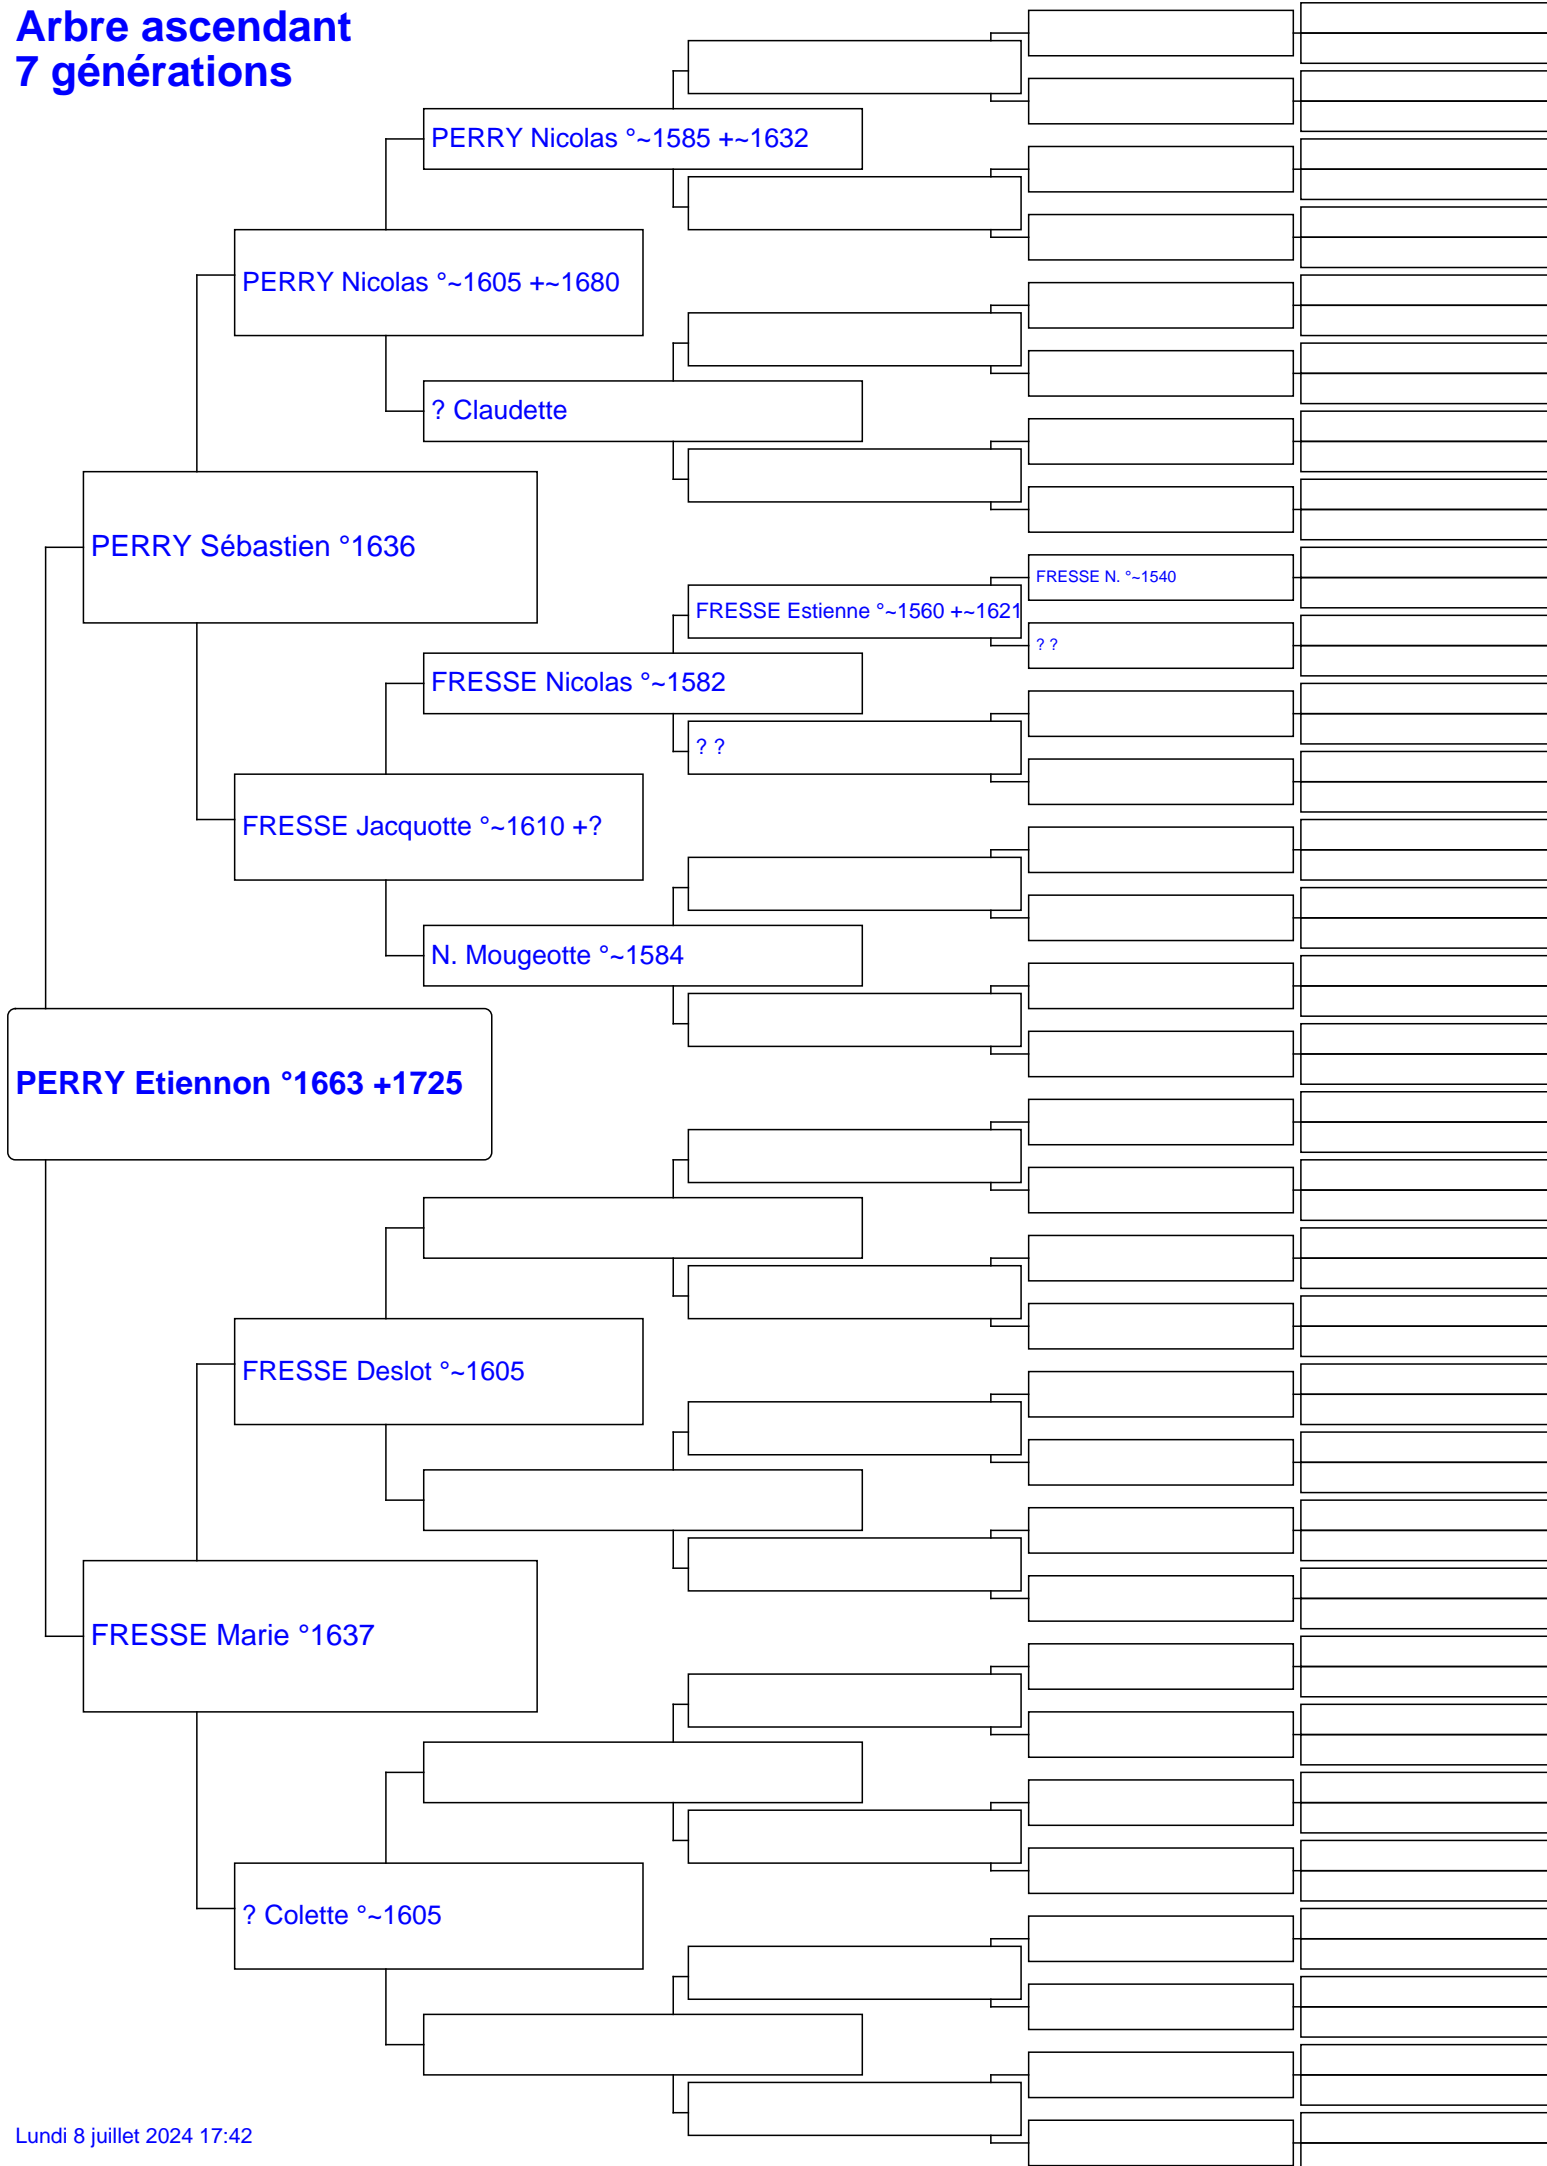 Arbre ascendant
7 générations
PERRY Nicolas °~1585 +~1632
PERRY Nicolas °~1605 +~1680
? Claudette
PERRY Sébastien °1636
FRESSE N. °~1540
FRESSE Estienne °~1560 +~1621
? ?
FRESSE Nicolas °~1582
? ?
FRESSE Jacquotte °~1610 +?
N. Mougeotte °~1584
PERRY Etiennon °1663 +1725
FRESSE Deslot °~1605
FRESSE Marie °1637
? Colette °~1605
Lundi 8 juillet 2024 17:42